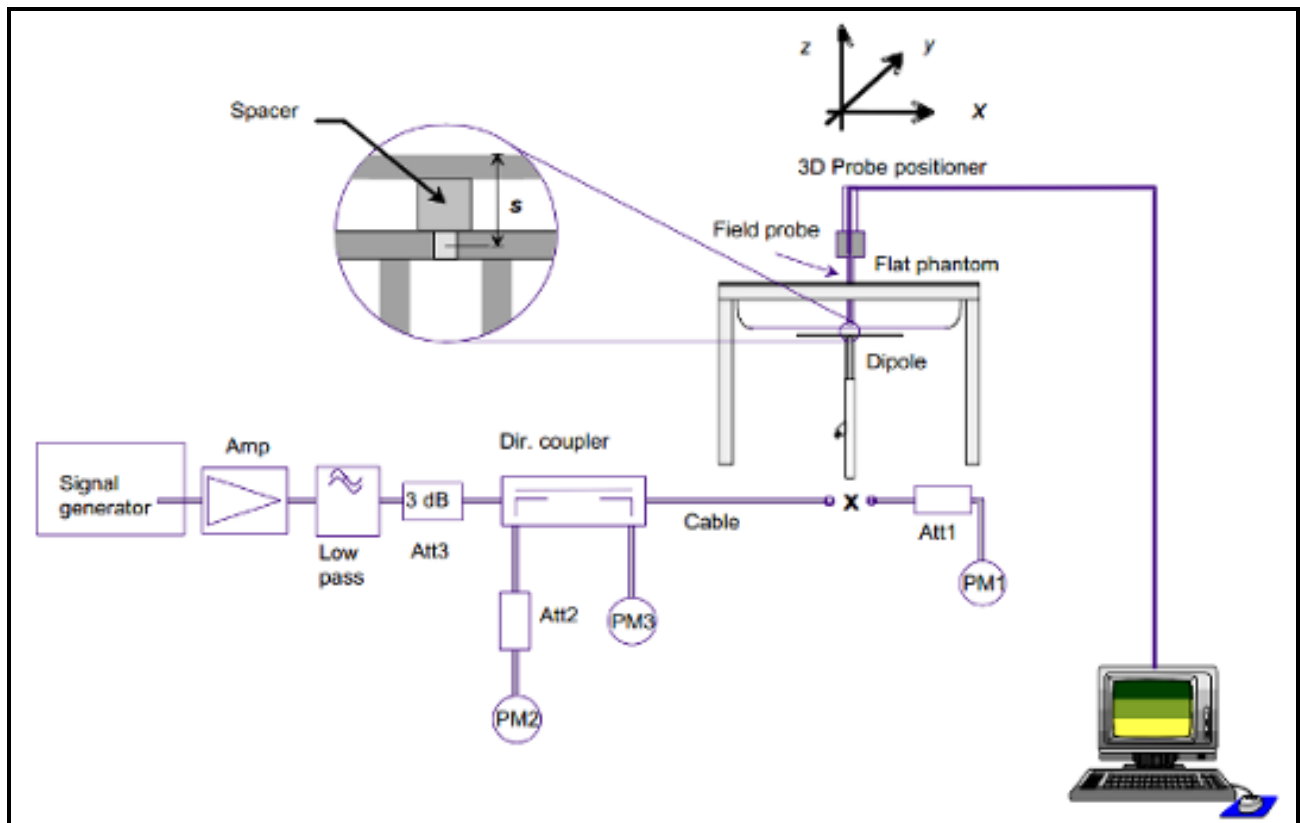 z
y
X
Spacer
s
3D Probe positioner
Field probe
Flat phantom
Dipole
Signal
generator
Amp
Low
pass
3 dB
Att3
Dir. coupler
Cable
X
Att1
PM1
Att2
PM3
PM2